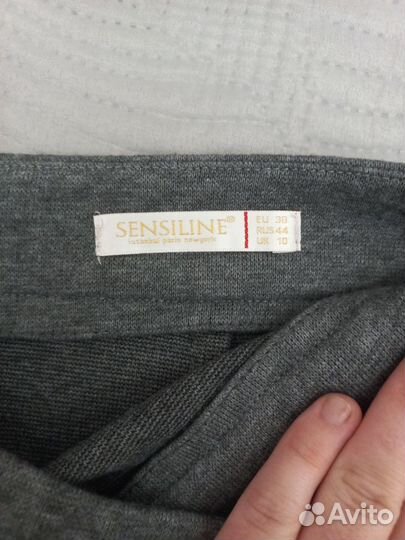 SENSILINE®
istanbul paris newyork
EU 38
RUS 44
UK 10
Avito